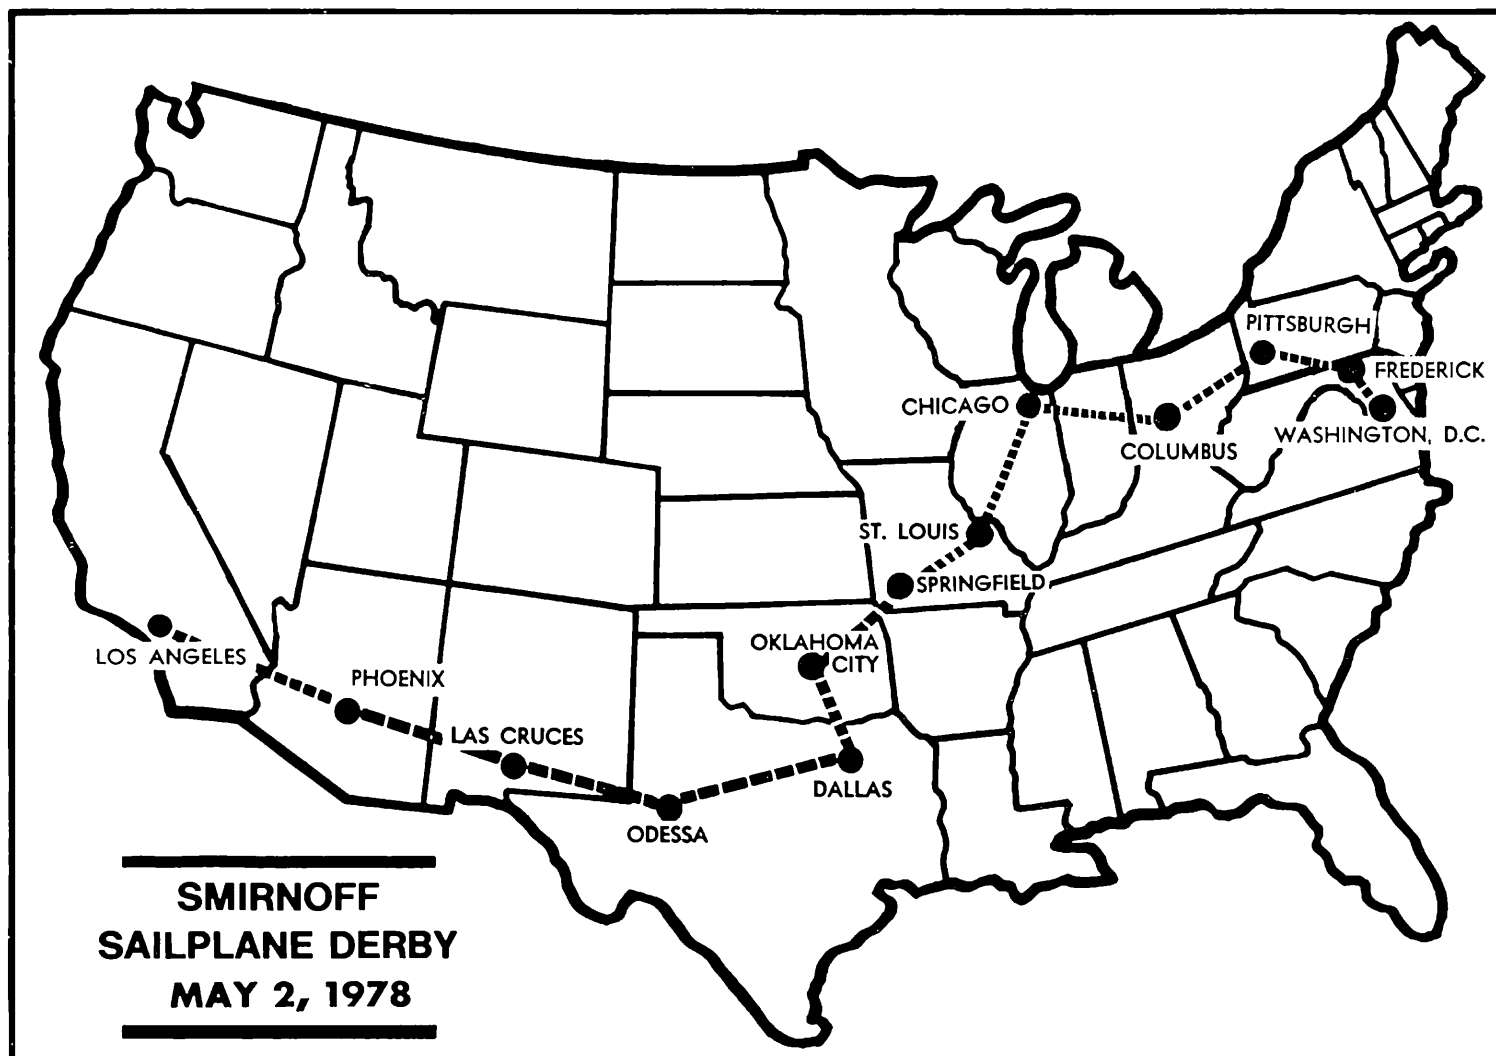 PITTSBURGH
FREDERICK
CHICAGO
WASHINGTON, D.C.
COLUMBUS
ST. LOUIS
SPRINGFIELD
OKLAHOMA
CITY
LOS ANGELES
PHOENIX
LAS CRUCES
DALLAS
ODESSA
SMIRNOFF
SAILPLANE DERBY
MAY 2, 1978